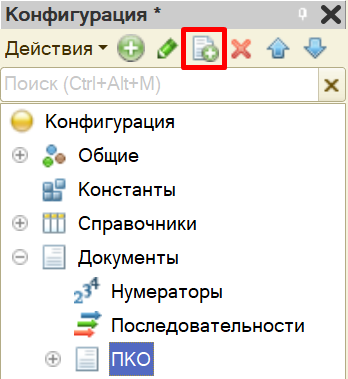 Конфигурация *
Действия
Поиск (Ctrl+Alt+M)
Конфигурация
Общие
Константы
Справочники
Документы
Нумераторы
Последовательности
ПКО